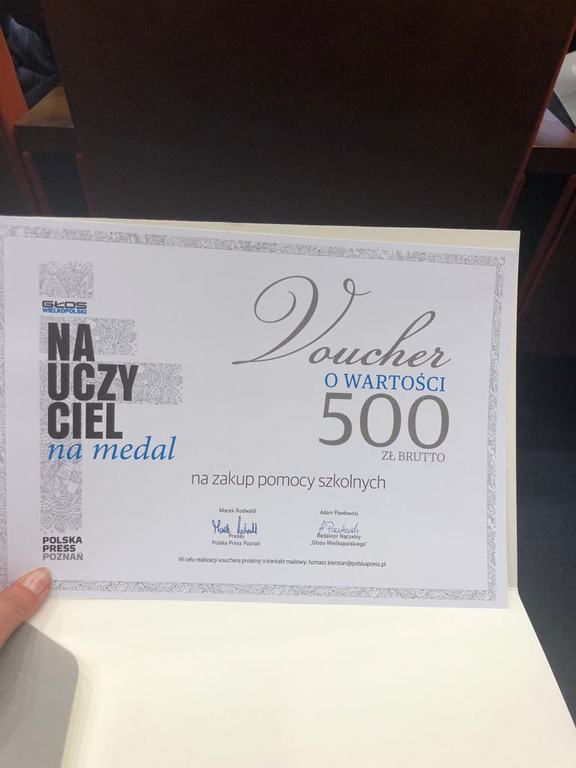 GŁOS
WIELKOPOLSKI
NA
UCZY
CIEL
na medal
Voucher
O WARTOŚCI
500
ZŁ BRUTTO
na zakup pomocy szkolnych
Marek Rodwald
Prezes
Polska Press Poznań
Adam Pawłowski
Redaktor Naczelny
„Głosu Wielkopolskiego"
POLSKA
PRESS
POZNAŃ
W celu realizacji vouchera prosimy o kontakt mailowy: tomasz.kierstan@polskapress.pl